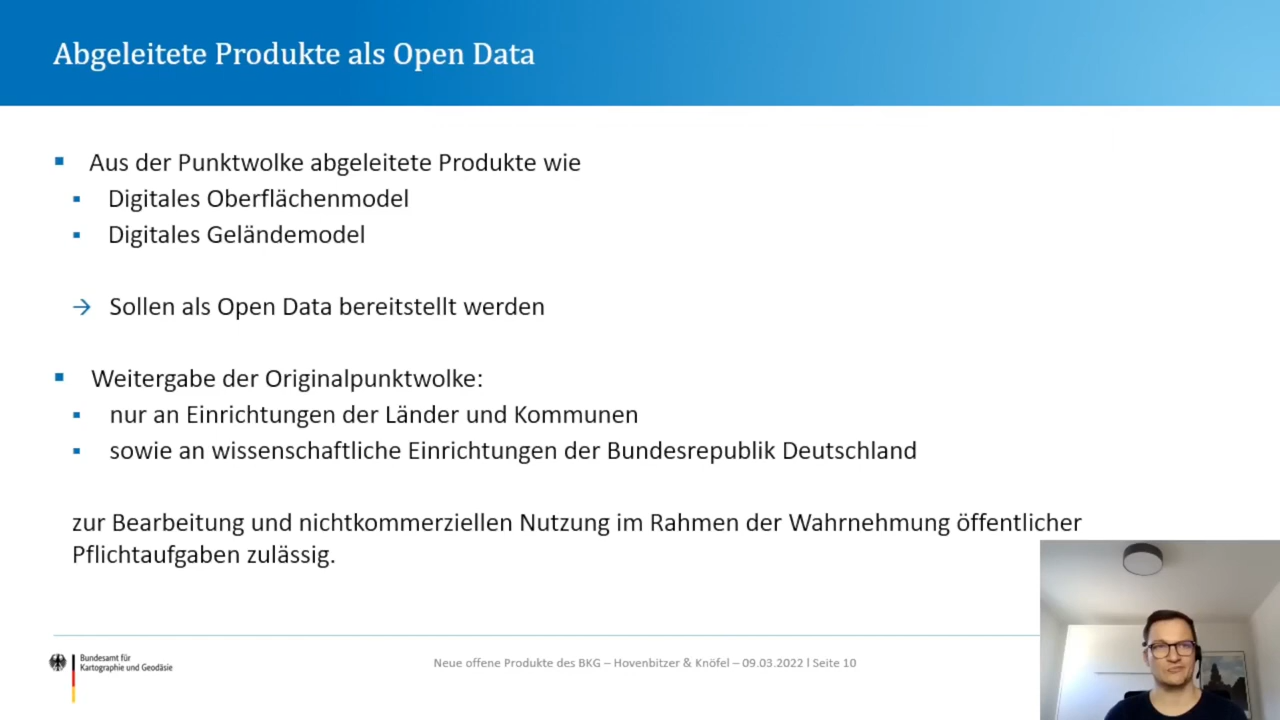 Abgeleitete Produkte als Open Data
▪ Aus der Punktwolke abgeleitete Produkte wie
▪ Digitales Oberflächenmodel
▪ Digitales Geländemodel
→ Sollen als Open Data bereitstellt werden
▪ Weitergabe der Originalpunktwolke:
▪ nur an Einrichtungen der Länder und Kommunen
▪ sowie an wissenschaftliche Einrichtungen der Bundesrepublik Deutschland
zur Bearbeitung und nichtkommerziellen Nutzung im Rahmen der Wahrnehmung öffentlicher
Pflichtaufgaben zulässig.
Bundesamt für
Kartographie und Geodäsie
Neue offene Produkte des BKG – Hovenbitzer & Knöfel – 09.03.2022 l Seite 10